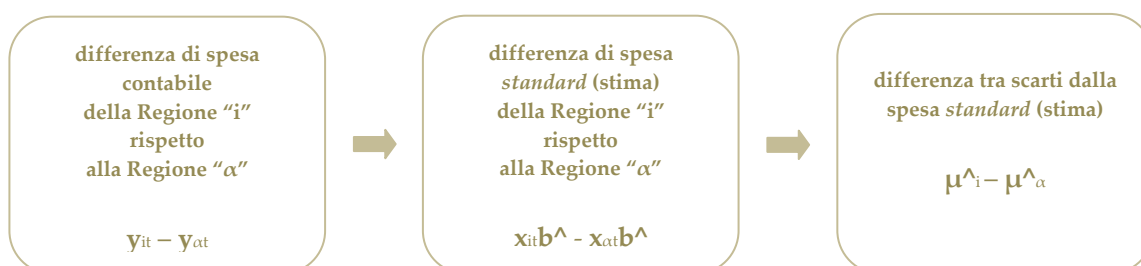 differenza di spesa
contabile
della Regione “i”
rispetto
alla Regione “α”
yit – yαt
differenza di spesa
standard (stima)
della Regione “i”
rispetto
alla Regione “α”
xitb^ - xαtb^
differenza tra scarti dalla
spesa standard (stima)
μ^i – μ^α